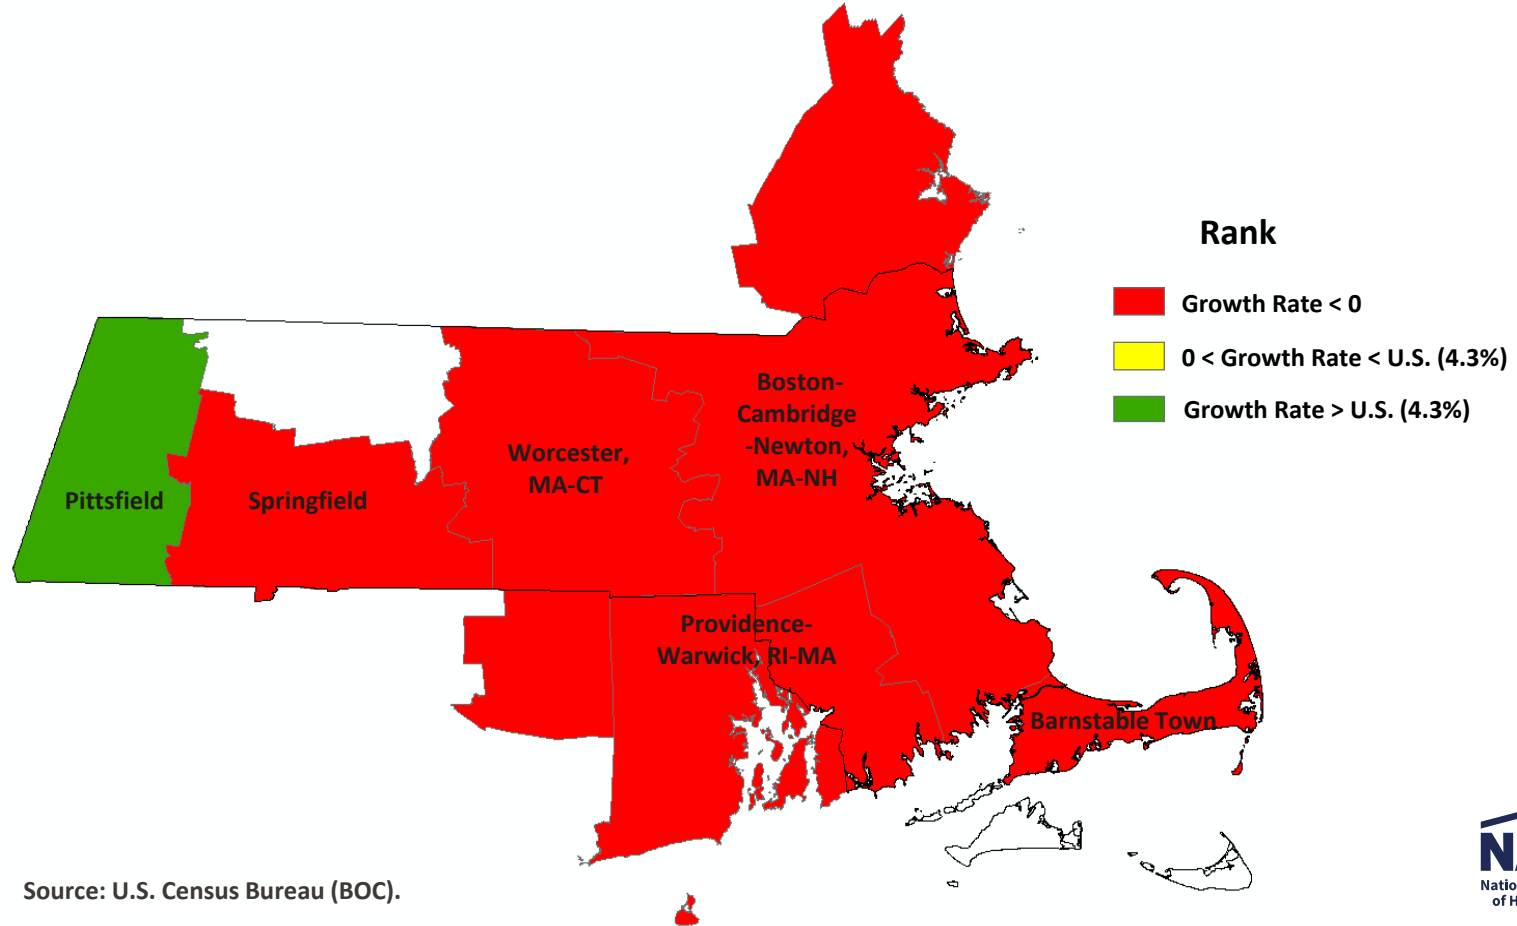 Rank
Growth Rate < 0
0 < Growth Rate < U.S. (4.3%)
Growth Rate > U.S. (4.3%)
Boston-
Cambridge
-Newton,
MA-NH
Worcester,
MA-CT
Pittsfield
Springfield
Providence-
Warwick, RI-MA
Barnstable Town
Source: U.S. Census Bureau (BOC).
of H